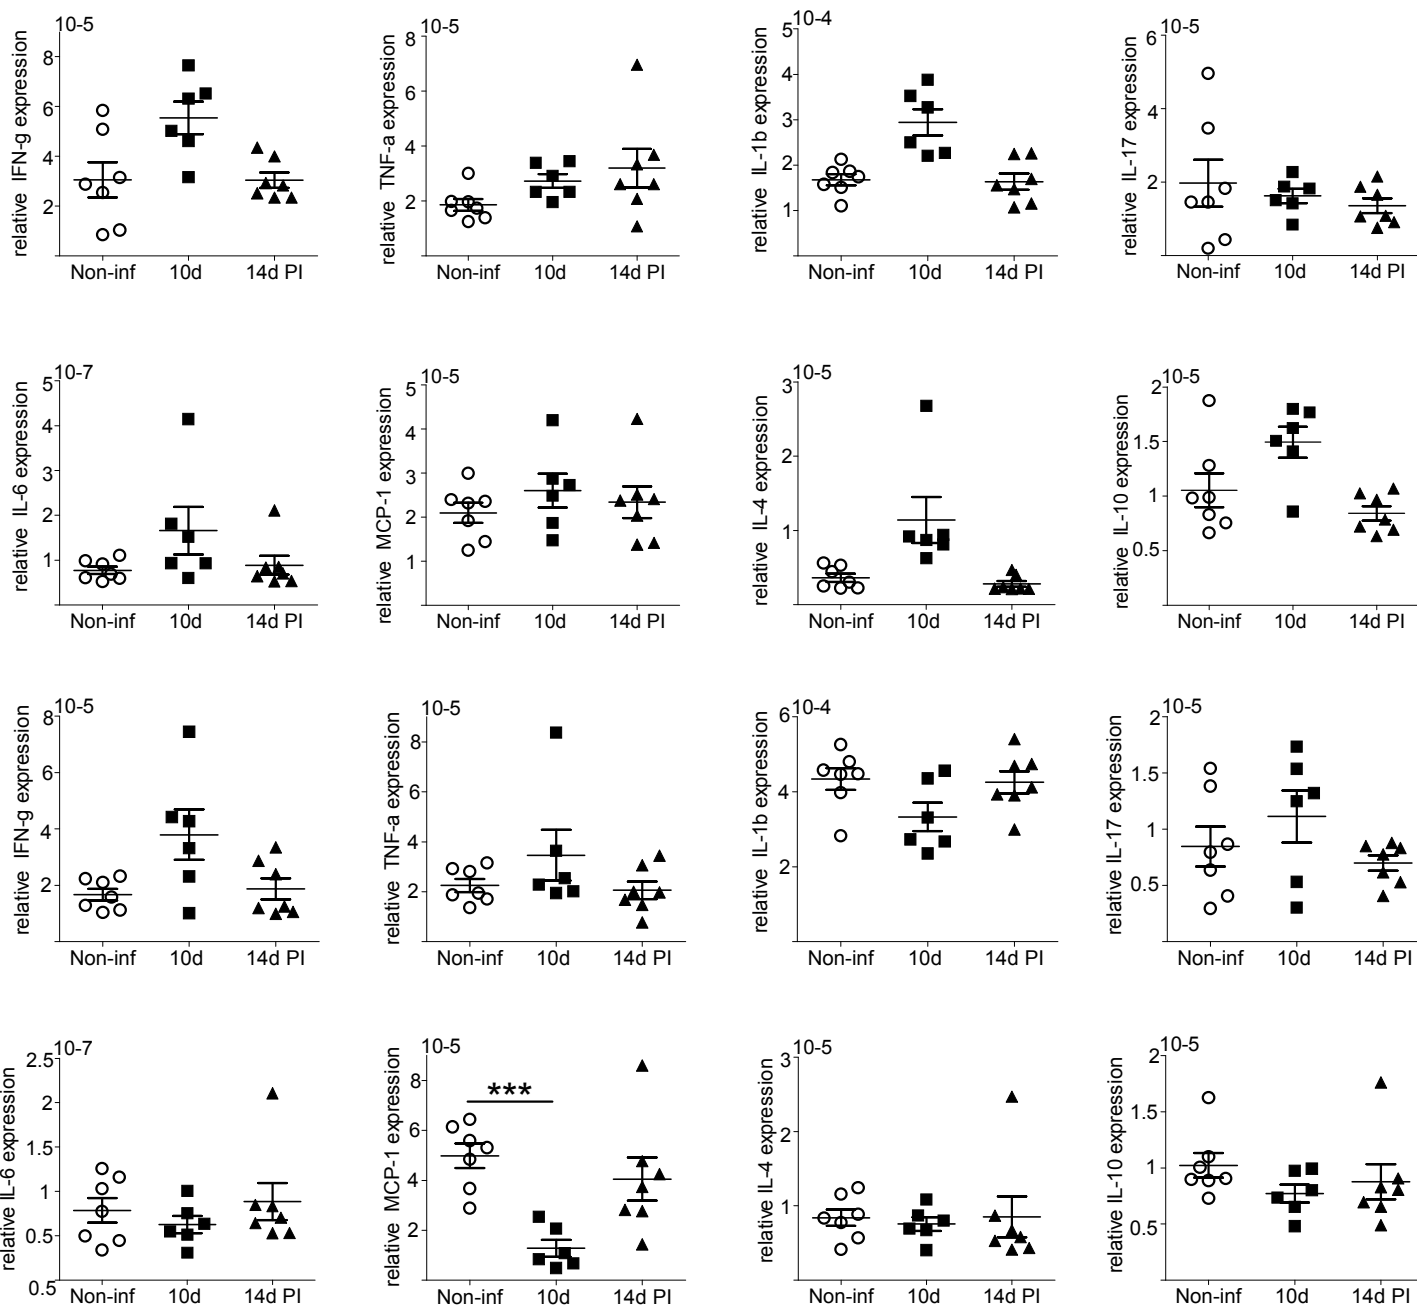 10-5
relative IFN-g expression
8
6
4
2
Non-inf 10d 14d PI
10-5
relative TNF-a expression
8
6
4
2
Non-inf 10d 14d PI
10-4
relative IL-1b expression
5
4
3
2
1
Non-inf 10d 14d PI
10-5
relative IL-17 expression
6
4
2
Non-inf 10d 14d PI
10-7
relative IL-6 expression
5
4
3
2
1
Non-inf 10d 14d PI
10-5
relative MCP-1 expression
5
4
3
2
1
Non-inf 10d 14d PI
10-5
relative IL-4 expression
3
2
1
Non-inf 10d 14d PI
10-5
relative IL-10 expression
2
1.5
1
0.5
Non-inf 10d 14d PI
10-5
relative IFN-g expression
8
6
4
2
Non-inf 10d 14d PI
10-5
relative TNF-a expression
8
6
4
2
Non-inf 10d 14d PI
10-4
relative IL-1b expression
6
4
2
Non-inf 10d 14d PI
10-5
relative IL-17 expression
2
1.5
1
0.5
Non-inf 10d 14d PI
10-7
relative IL-6 expression
2.5
2
1.5
1
0.5
0.5
Non-inf 10d 14d PI
10-5
relative MCP-1 expression
8
6
4
2
***
Non-inf 10d 14d PI
10-5
relative IL-4 expression
3
2
1
Non-inf 10d 14d PI
10-5
relative IL-10 expression
2
1.5
1
0.5
Non-inf 10d 14d PI